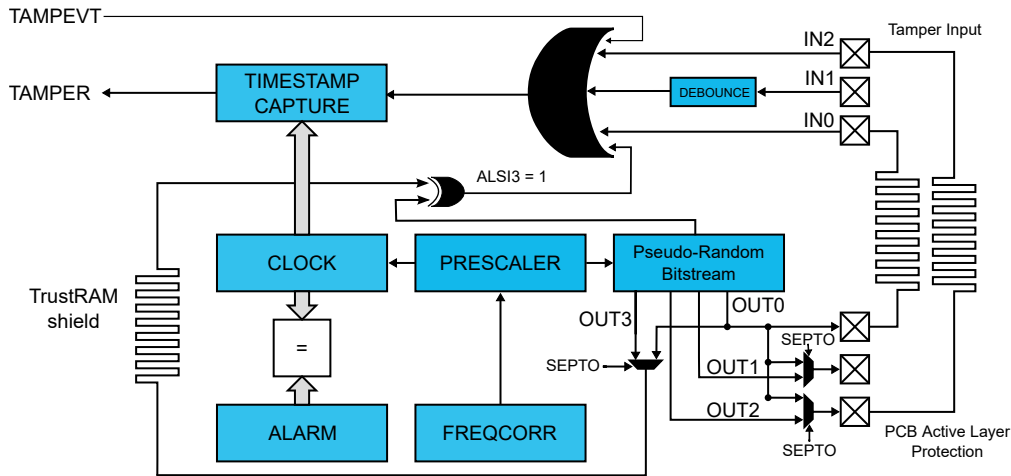 TAMPEVT
IN2
Tamper Input
TAMPER
TIMESTAMP
CAPTURE
DEBOUNCE
IN1
IN0
ALSI3 = 1
CLOCK
PRESCALER
Pseudo-Random
Bitstream
TrustRAM
shield
OUT3
OUT0
=
SEPTO
SEPTO
OUT1
OUT2
ALARM
FREQCORR
SEPTO
PCB Active Layer
Protection